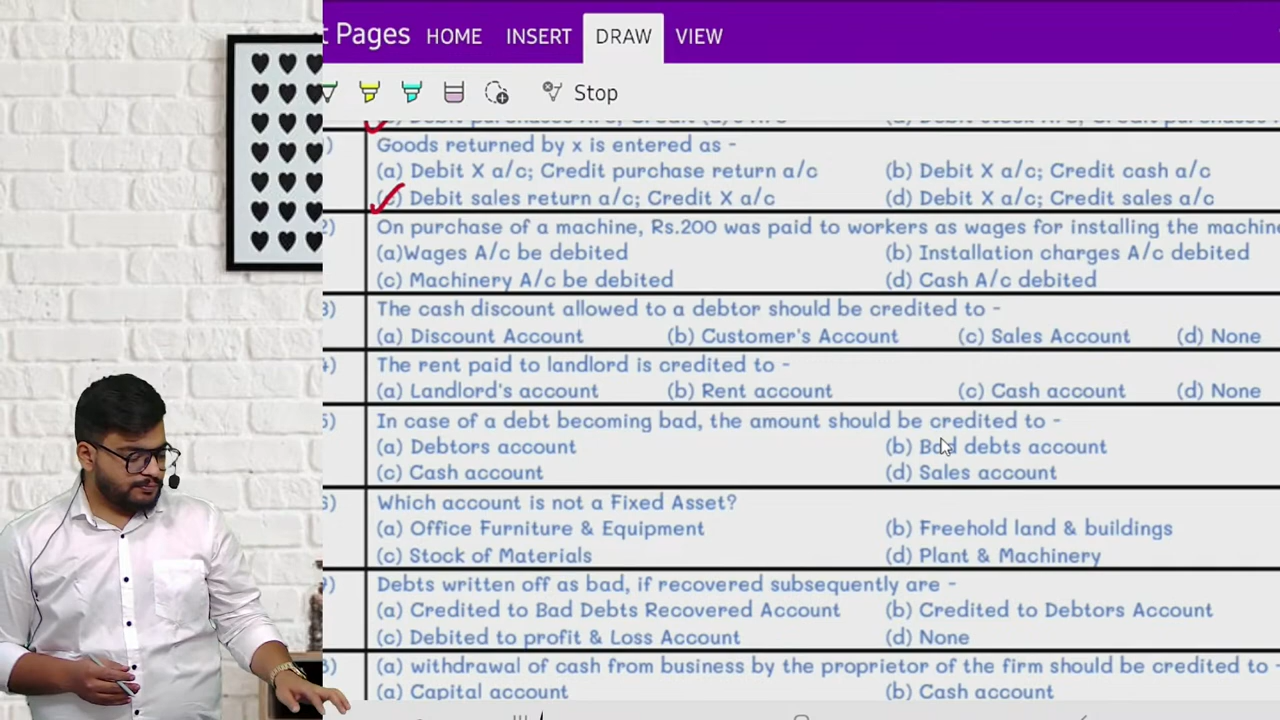 t Pages HOME INSERT DRAW VIEW
Stop
1) Goods returned by x is entered as -
(a) Debit X a/c; Credit purchase return a/c (b) Debit X a/c; Credit cash a/c
(c) Debit sales return a/c; Credit X a/c (d) Debit X a/c; Credit sales a/c
2) On purchase of a machine, Rs.200 was paid to workers as wages for installing the machine
(a)Wages A/c be debited (b) Installation charges A/c debited
(c) Machinery A/c be debited (d) Cash A/c debited
3) The cash discount allowed to a debtor should be credited to -
(a) Discount Account (b) Customer's Account (c) Sales Account (d) None
4) The rent paid to landlord is credited to -
(a) Landlord's account (b) Rent account (c) Cash account (d) None
5) In case of a debt becoming bad, the amount should be credited to -
(a) Debtors account (b) Bad debts account
(c) Cash account (d) Sales account
6) Which account is not a Fixed Asset?
(a) Office Furniture & Equipment (b) Freehold land & buildings
(c) Stock of Materials (d) Plant & Machinery
) Debts written off as bad, if recovered subsequently are -
(a) Credited to Bad Debts Recovered Account (b) Credited to Debtors Account
(c) Debited to profit & Loss Account (d) None
8) (a) withdrawal of cash from business by the proprietor of the firm should be credited to -
(a) Capital account (b) Cash account